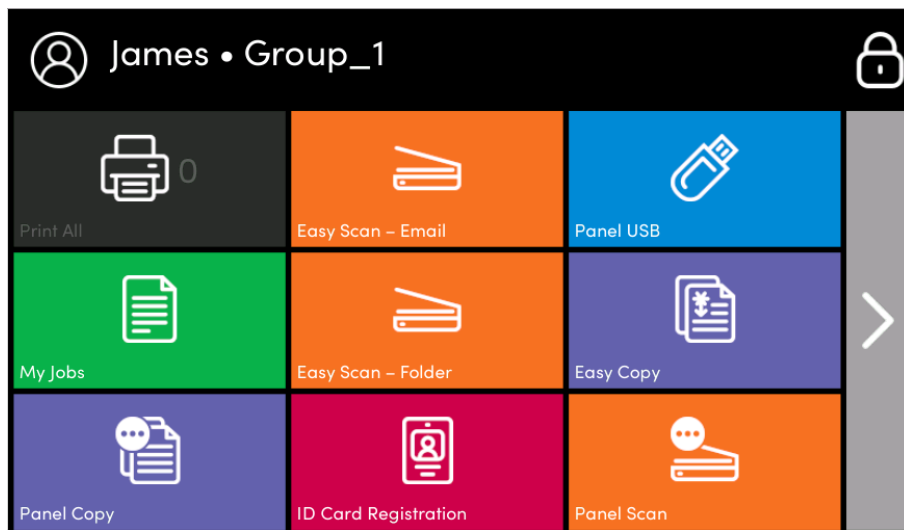 James • Group_1
0
Print All
Easy Scan – Email
Panel USB
My Jobs
Easy Scan – Folder
¥
Easy Copy
Panel Copy
ID Card Registration
Panel Scan